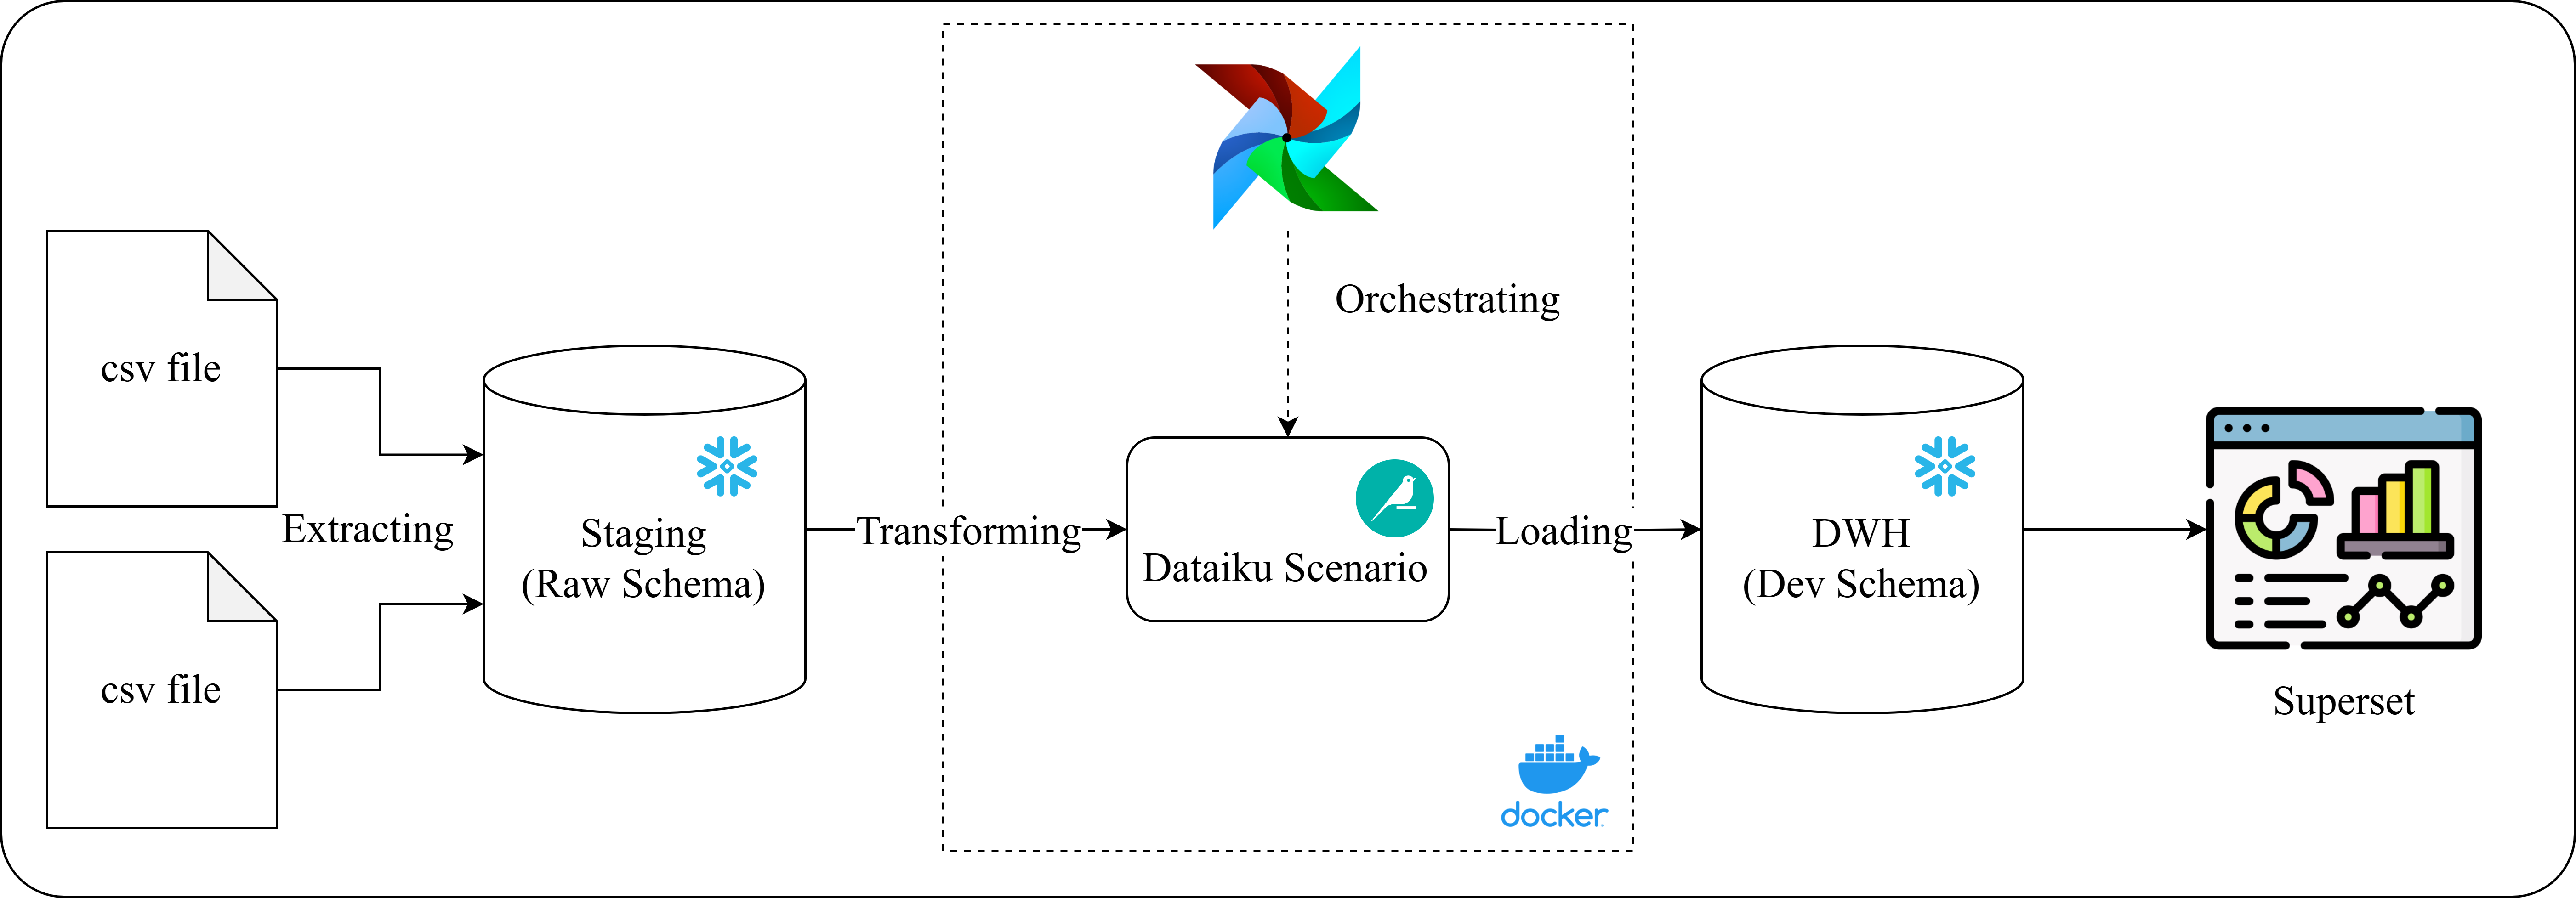 csv file
csv file
Extracting
Staging
(Raw Schema)
Transforming
Orchestrating
Dataiku Scenario
docker
Loading
DWH
(Dev Schema)
Superset